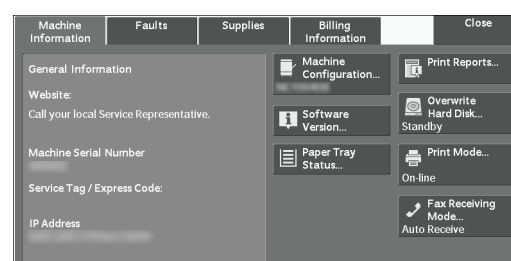 Machine
Information
Faults
Supplies
Billing
Information
Close
General Information
Website:
Call your local Service Representative.
Machine Serial Number
Service Tag / Express Code:
IP Address
Machine
Configuration...
Software
Version...
Paper Tray
Status...
Print Reports...
Overwrite
Hard Disk...
Standby
Print Mode...
On-line
Fax Receiving
Mode...
Auto Receive